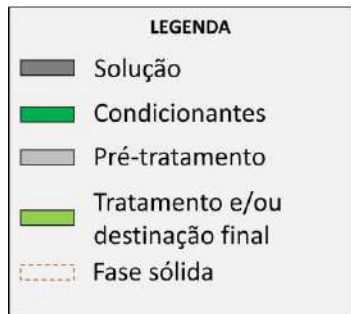 LEGENDA
Solução
Condicionantes
Pré-tratamento
Tratamento e/ou
destinação final
Fase sólida